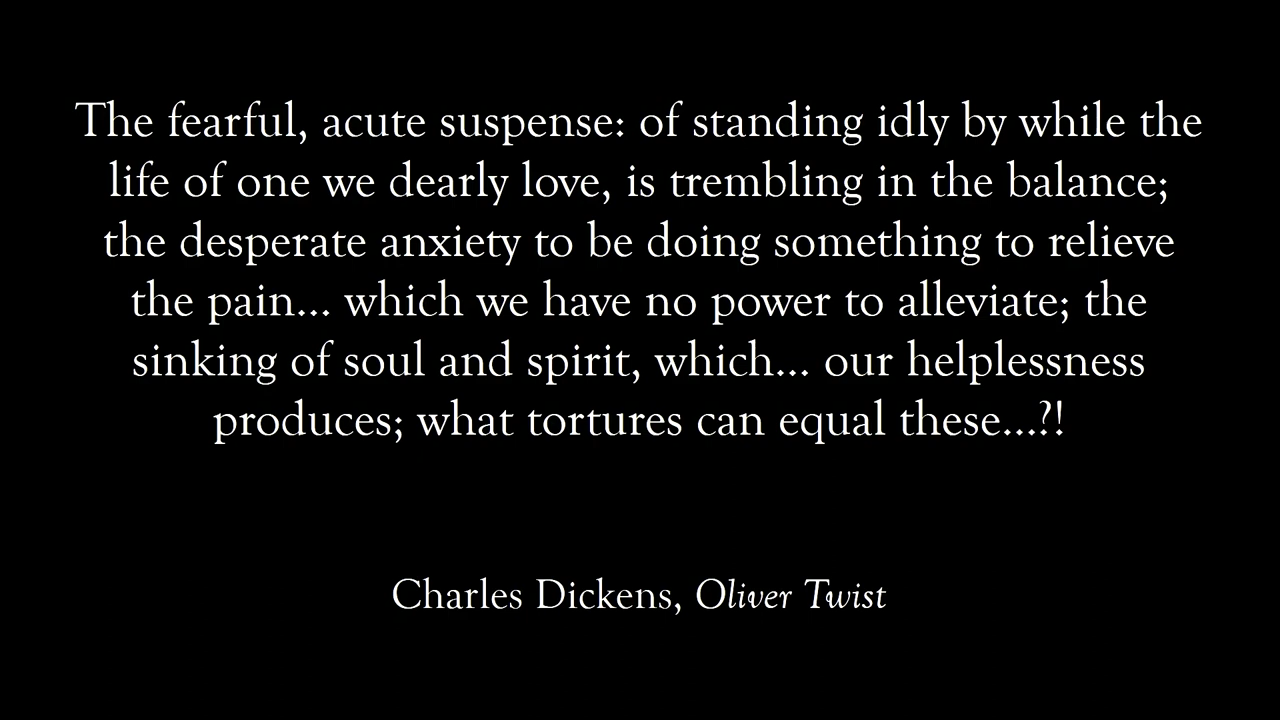 The fearful, acute suspense: of standing idly by while the
life of one we dearly love, is trembling in the balance;
the desperate anxiety to be doing something to relieve
the pain... which we have no power to alleviate; the
sinking of soul and spirit, which... our helplessness
produces; what tortures can equal these...?!
Charles Dickens, Oliver Twist